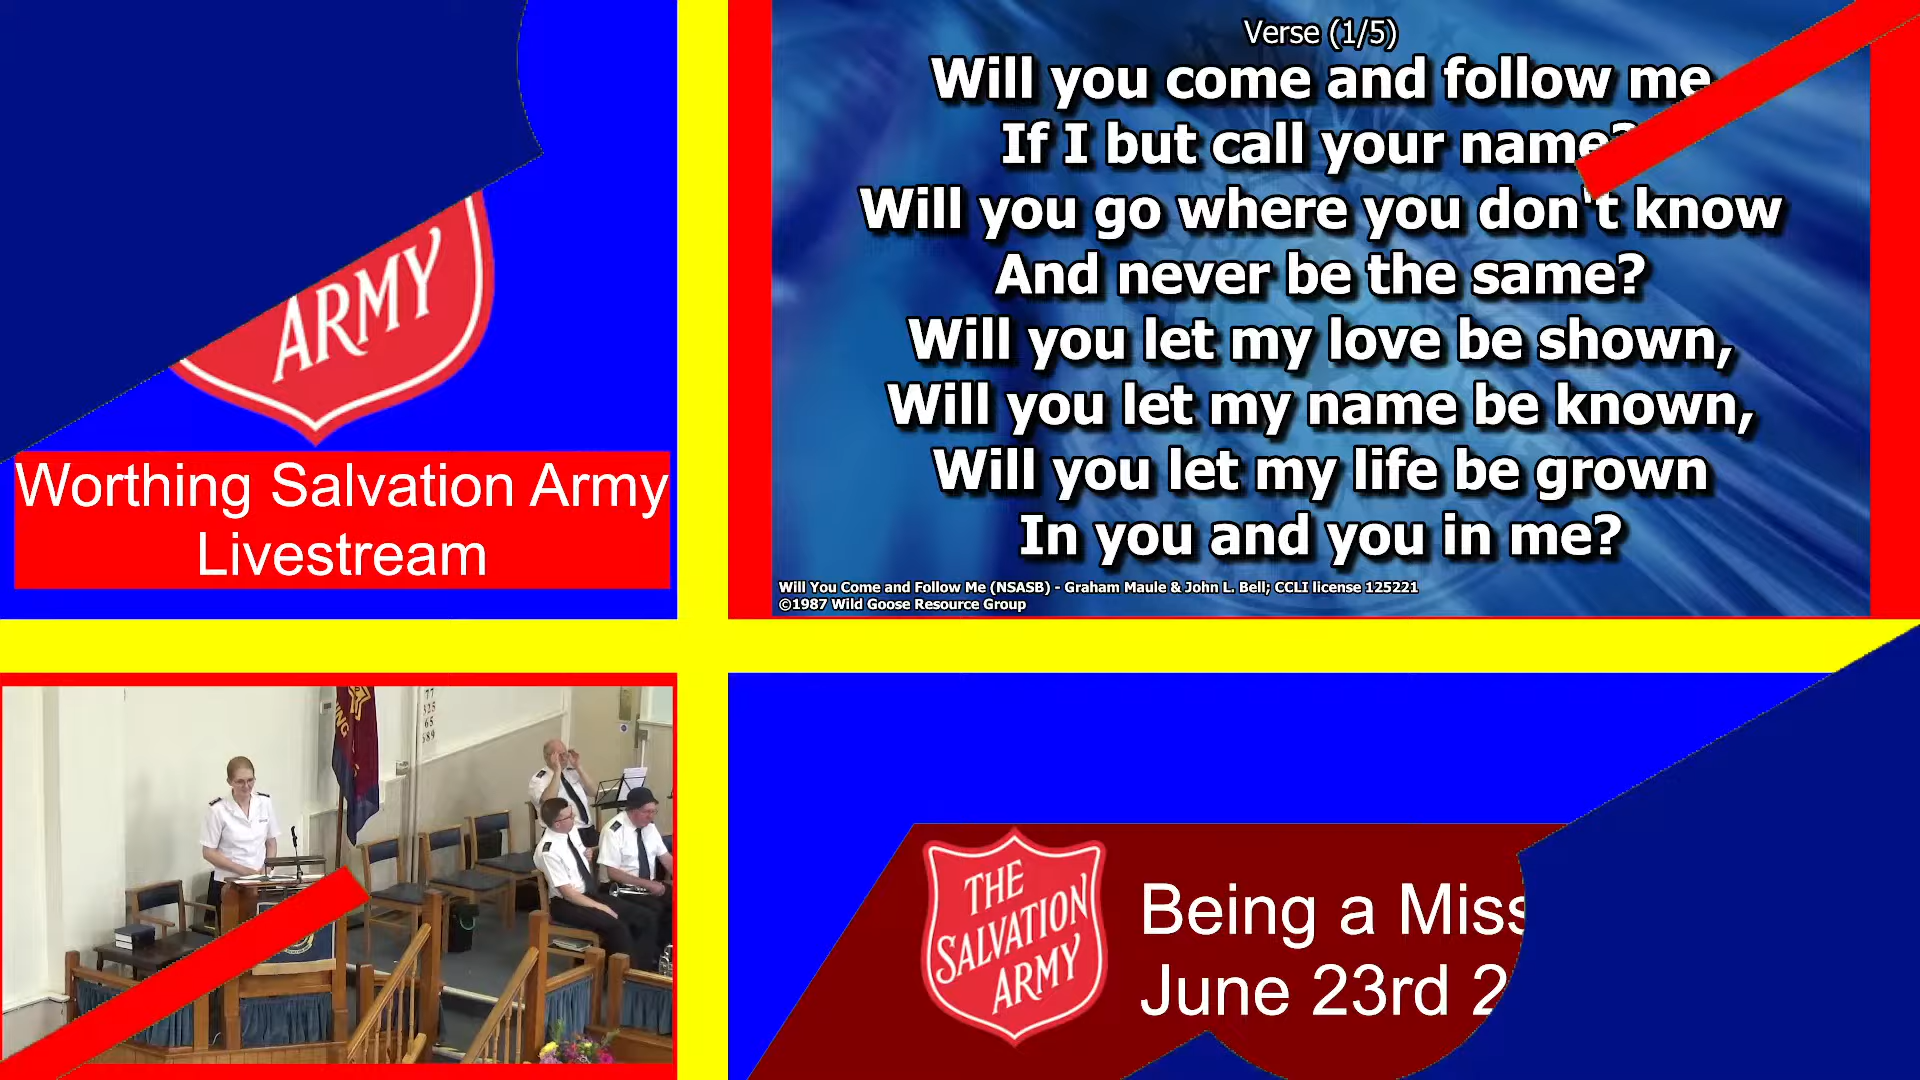 ARMY
Worthing Salvation Army
Livestream
Verse (1/5)
Will you come and follow me
If I but call your name?
Will you go where you don't know
And never be the same?
Will you let my love be shown,
Will you let my name be known,
Will you let my life be grown
In you and you in me?
Will You Come and Follow Me (NSASB) - Graham Maule & John L. Bell; CCLI license 125221
©1987 Wild Goose Resource Group
77
325
65
589
THE
SALVATION
ARMY
Being a Miss
June 23rd 2